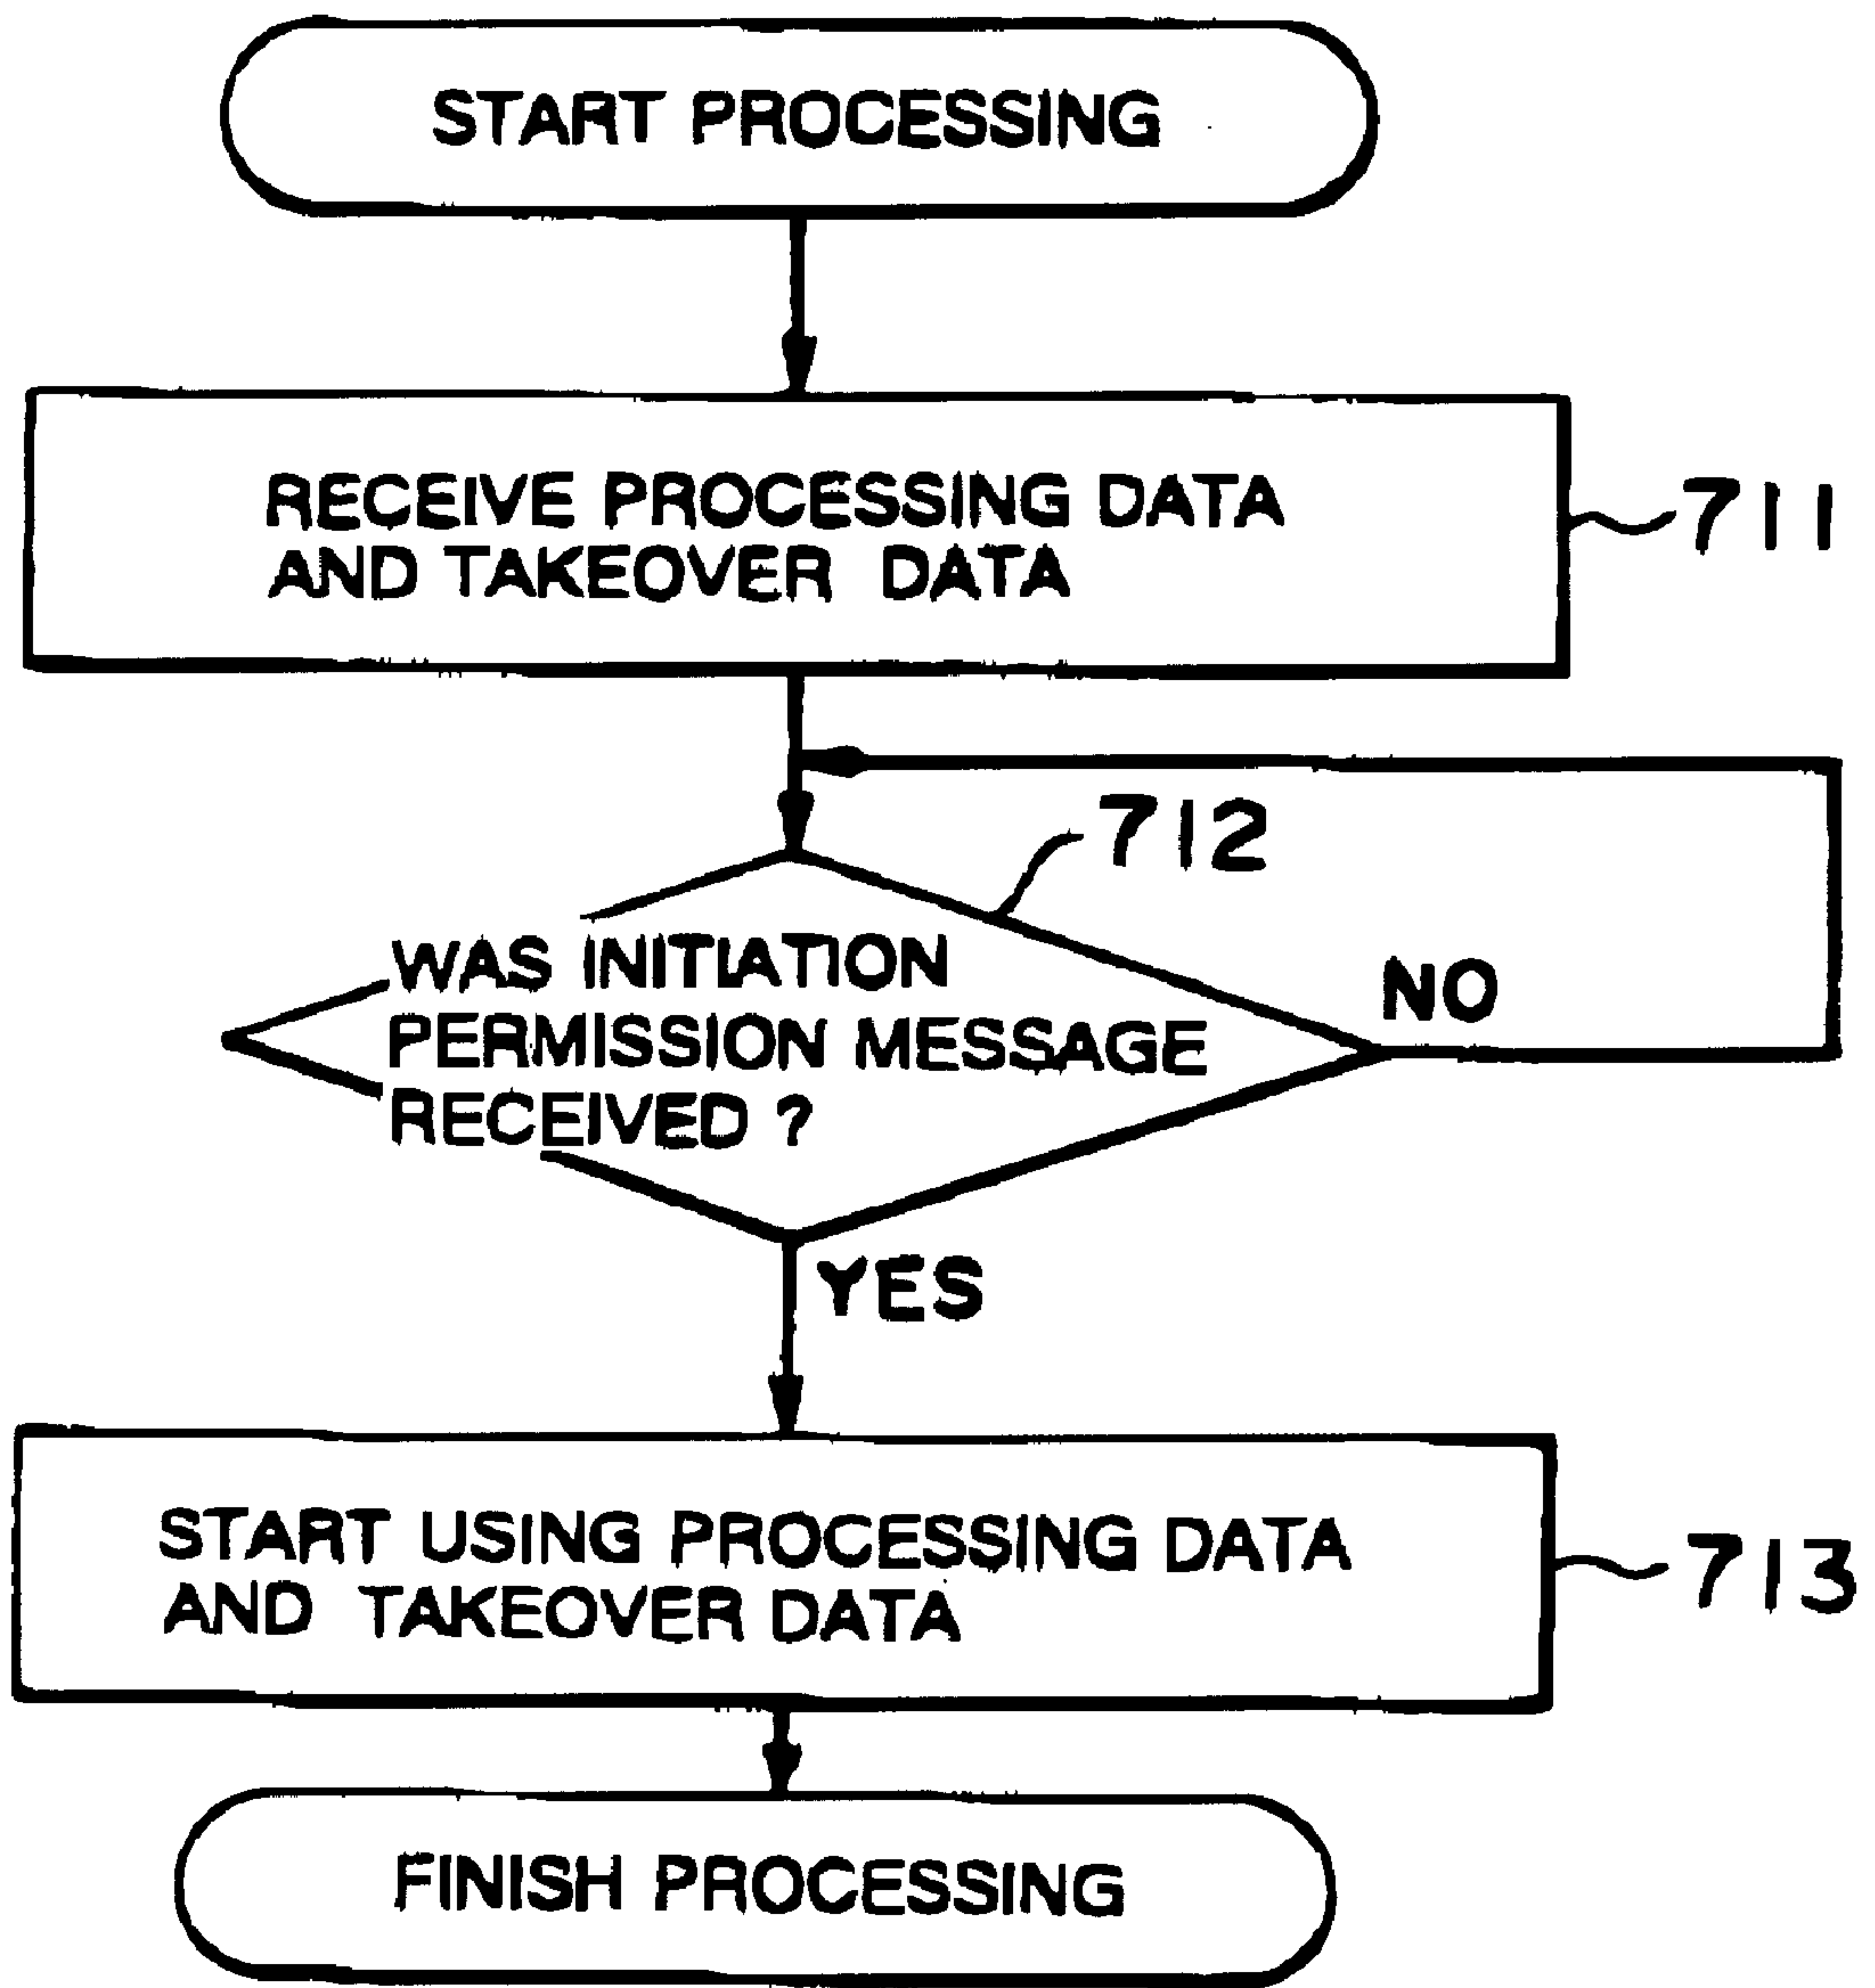 START PROCESSING
RECEIVE PROCESSING DATA
AND TAKEOVER DATA
711
712
WAS INITIATION
PERMISSION MESSAGE
RECEIVED ?
NO
YES
START USING PROCESSING DATA
AND TAKEOVER DATA
713
FINISH PROCESSING